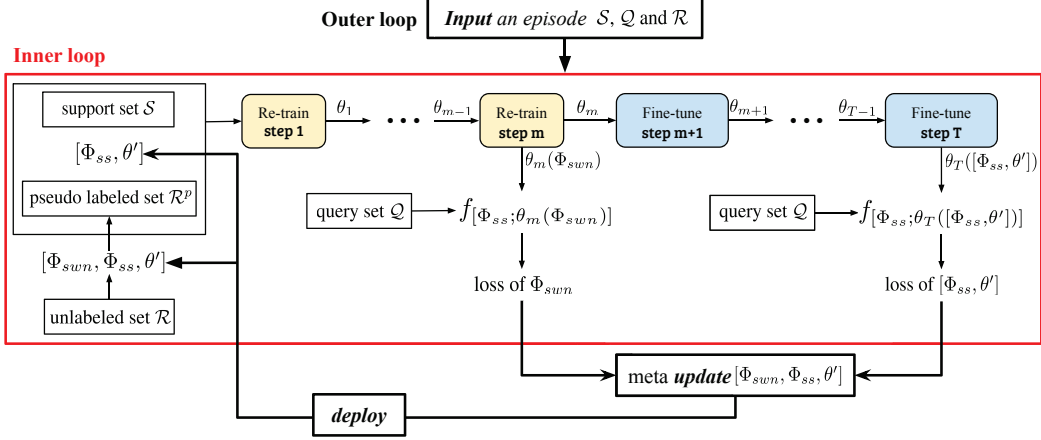 Outer loop
Input an episode 𝒮, 𝒬 and ℛ
Inner loop
support set 𝒮
[Φ_ss, θ′]
pseudo labeled set ℛ^p
[Φ_swn, Φ_ss, θ′]
unlabeled set ℛ
Re-train
step 1
θ_1
• • •
θ_{m−1}
Re-train
step m
θ_m
Fine-tune
step m+1
θ_{m+1}
• • •
θ_{T−1}
Fine-tune
step T
θ_m(Φ_swn)
θ_T([Φ_ss, θ′])
query set 𝒬
f_[Φ_ss;θ_m(Φ_swn)]
query set 𝒬
f_[Φ_ss;θ_T([Φ_ss,θ′])]
loss of Φ_swn
loss of [Φ_ss, θ′]
meta update [Φ_swn, Φ_ss, θ′]
deploy